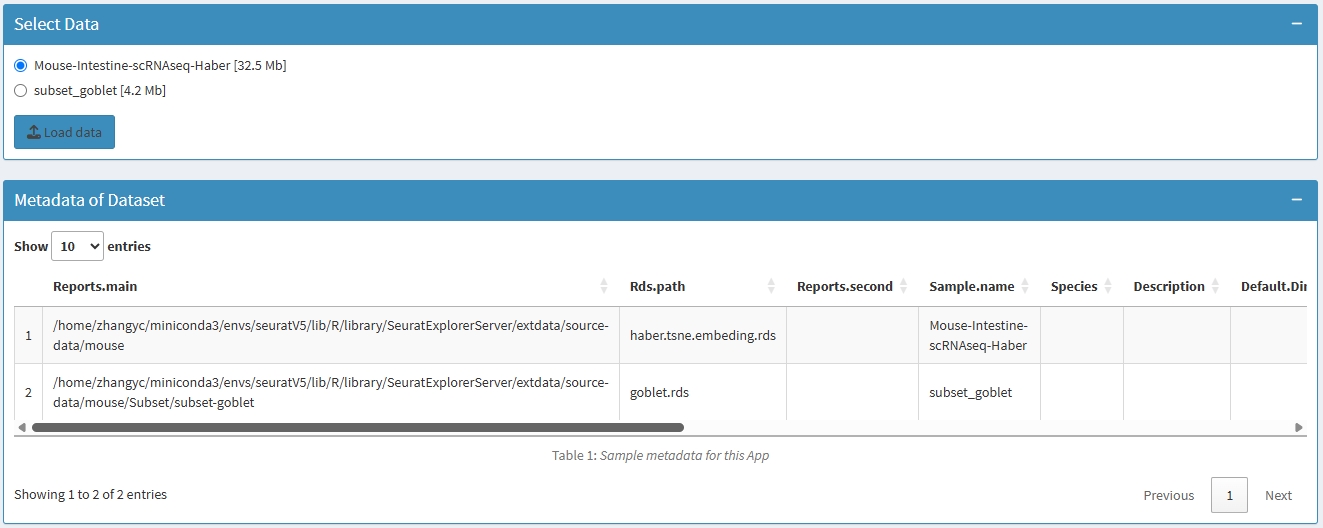 Select Data
Mouse-Intestine-scRNAseq-Haber [32.5 Mb]
subset_goblet [4.2 Mb]
Load data
Metadata of Dataset
Show 10 entries
Reports.main Rds.path Reports.second Sample.name Species Description Default.Dir
1 /home/zhangyc/miniconda3/envs/seuratV5/lib/R/library/SeuratExplorerServer/extdata/source-
data/mouse
haber.tsne.embeding.rds
Mouse-Intestine-
scRNAseq-Haber
2 /home/zhangyc/miniconda3/envs/seuratV5/lib/R/library/SeuratExplorerServer/extdata/source-
data/mouse/Subset/subset-goblet
goblet.rds
subset_goblet
Table 1: Sample metadata for this App
Showing 1 to 2 of 2 entries
Previous 1 Next